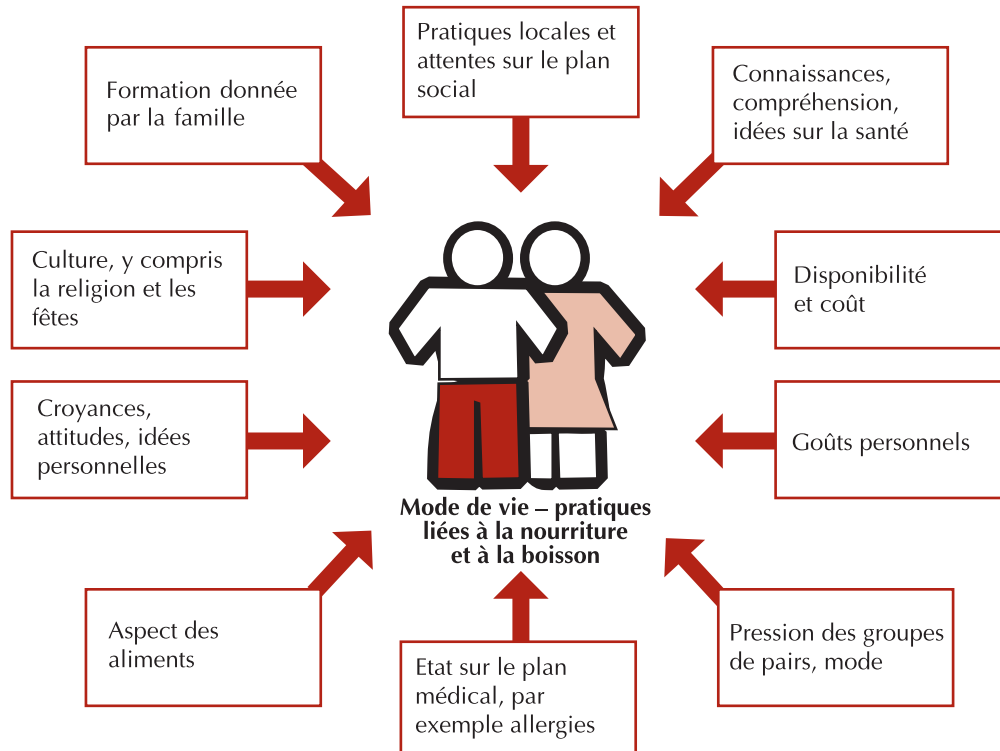 Pratiques locales et
attentes sur le plan
social
Formation donnée
par la famille
Connaissances,
compréhension,
idées sur la santé
Culture, y compris
la religion et les
fêtes
Disponibilité
et coût
Croyances,
attitudes, idées
personnelles
Goûts personnels
Mode de vie – pratiques
liées à la nourriture
et à la boisson
Aspect des
aliments
Etat sur le plan
médical, par
exemple allergies
Pression des groupes
de pairs, mode